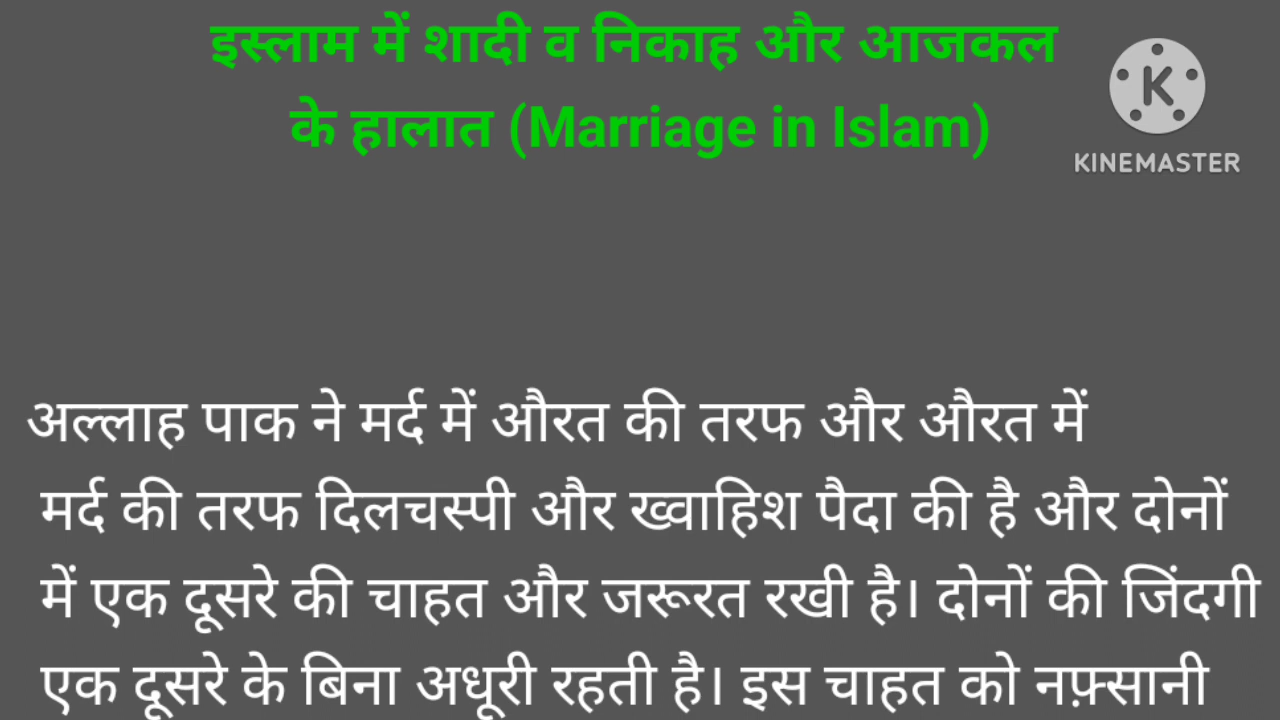 इस्लाम में शादी व निकाह और आजकल
के हालात (Marriage in Islam)
K
KINEMASTER
अल्लाह पाक ने मर्द में औरत की तरफ और औरत में
मर्द की तरफ दिलचस्पी और ख्वाहिश पैदा की है और दोनों
में एक दूसरे की चाहत और जरूरत रखी है। दोनों की जिंदगी
एक दूसरे के बिना अधूरी रहती है। इस चाहत को नफ़्सानी